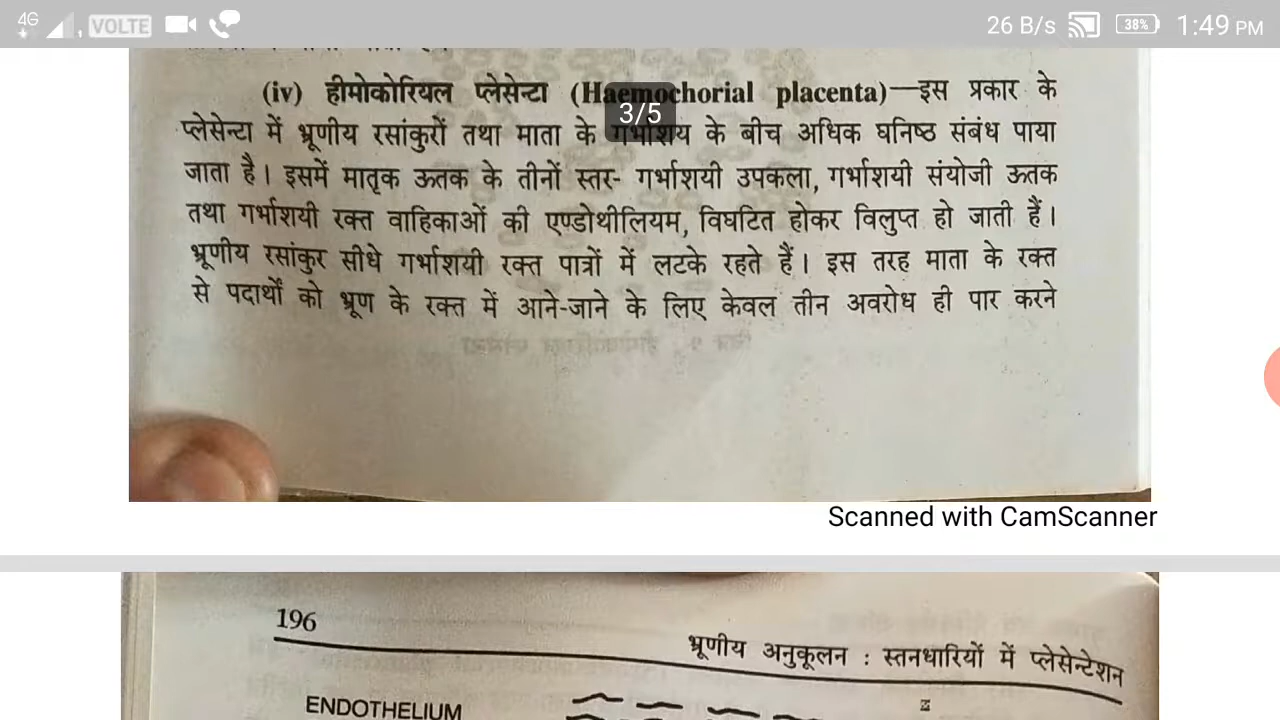 4G VOLTE 26 B/s 38% 1:49 PM
(iv) हीमोकोरियल प्लेसेन्टा (Haemochorial placenta)—इस प्रकार के
3/5
प्लेसेन्टा में भ्रूणीय रसांकुरों तथा माता के गर्भाशय के बीच अधिक घनिष्ठ संबंध पाया
जाता है। इसमें मातृक ऊतक के तीनों स्तर- गर्भाशयी उपकला, गर्भाशयी संयोजी ऊतक
तथा गर्भाशयी रक्त वाहिकाओं की एण्डोथीलियम, विघटित होकर विलुप्त हो जाती हैं।
भ्रूणीय रसांकुर सीधे गर्भाशयी रक्त पात्रों में लटके रहते हैं। इस तरह माता के रक्त
से पदार्थों को भ्रूण के रक्त में आने-जाने के लिए केवल तीन अवरोध ही पार करने
Scanned with CamScanner
196
भ्रूणीय अनुकूलन : स्तनधारियों में प्लेसेन्टेशन
ENDOTHELIUM